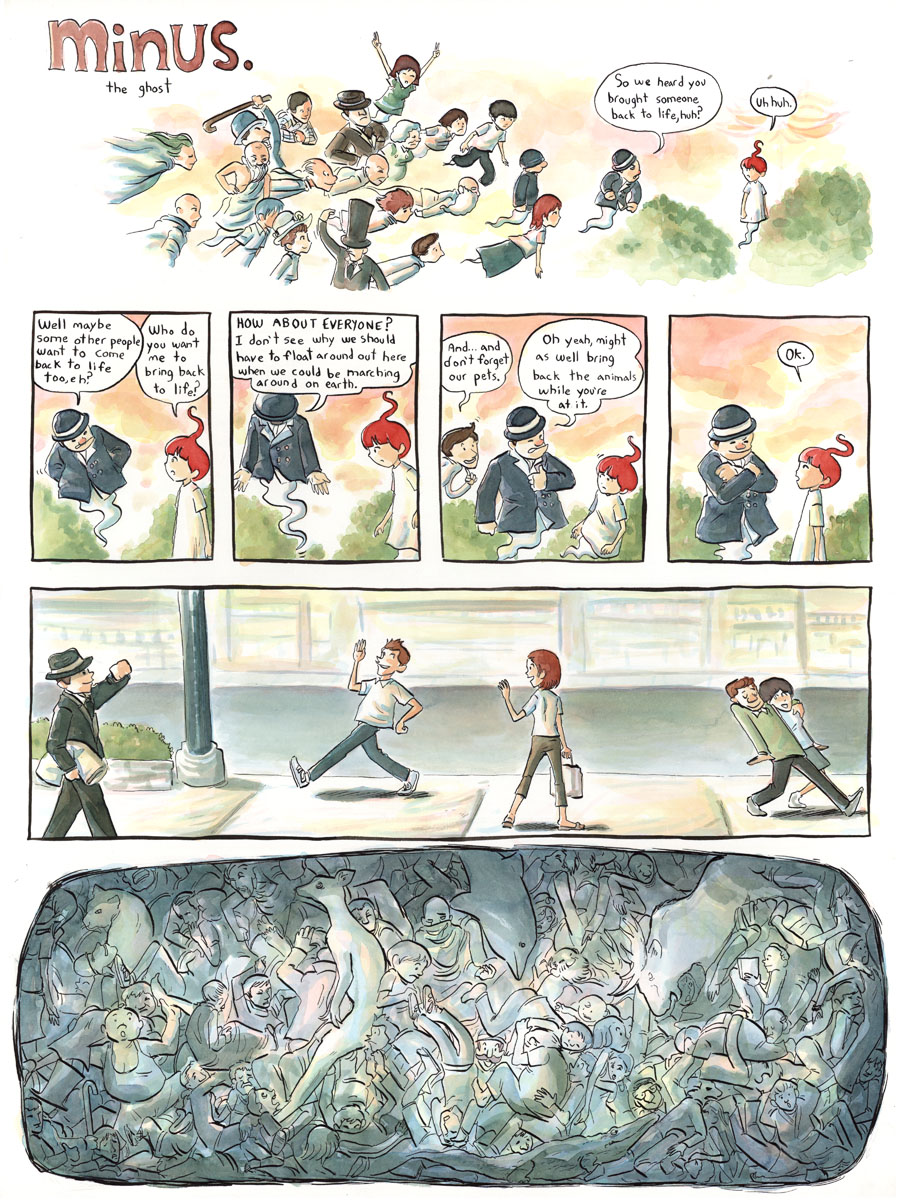 minus.
the ghost
So we heard you
brought someone
back to life, huh?
Uh huh.
Well maybe
some other people
want to come
back to life
too, eh?
Who do
you want
me to
bring back
to life?
HOW ABOUT EVERYONE?
I don't see why we should
have to float around out here
when we could be marching
around on earth.
And... and
don't forget
our pets.
Oh yeah, might
as well bring
back the animals
while you're
at it.
Ok.